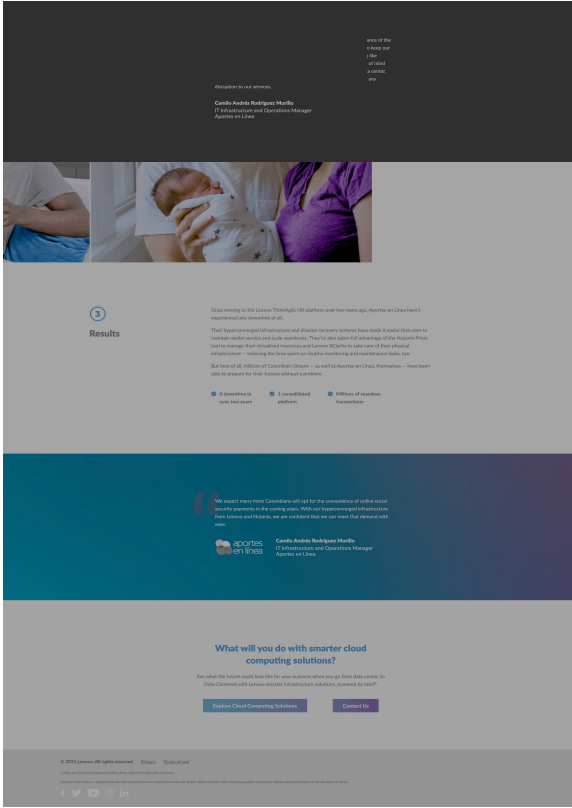 ance of the
o keep our
like
of mind
a center,
are
disruption to our services.
Camilo Andrés Rodríguez Murillo
IT Infrastructure and Operations Manager
Aportes en Línea
3
Results
Since moving to the Lenovo ThinkAgile HX platform over two years ago, Aportes en Línea hasn't
experienced any downtime at all.
Their hyperconverged infrastructure and disaster recovery systems have made it easier than ever to
maintain stellar service and scale seamlessly. They've also taken full advantage of the Nutanix Prism
tool to manage their virtualized resources and Lenovo XClarity to take care of their physical
infrastructure — reducing the time spent on routine monitoring and maintenance tasks, too.
But best of all, millions of Colombian citizens — as well as Aportes en Línea, themselves — have been
able to prepare for their futures without a problem.
0 downtime in
over two years
1 consolidated
platform
Millions of seamless
transactions
We expect many more Colombians will opt for the convenience of online social
security payments in the coming years. With our hyperconverged infrastructure
from Lenovo and Nutanix, we are confident that we can meet that demand with
ease.
aportes
en línea
Camilo Andrés Rodríguez Murillo
IT Infrastructure and Operations Manager
Aportes en Línea
What will you do with smarter cloud
computing solutions?
See what the future could look like for your business when you go from data center, to
Data-Centered with Lenovo smarter infrastructure solutions, powered by Intel®.
Explore Cloud Computing Solutions
Contact Us
Lenovo. All rights reserved
Privacy
Terms of use